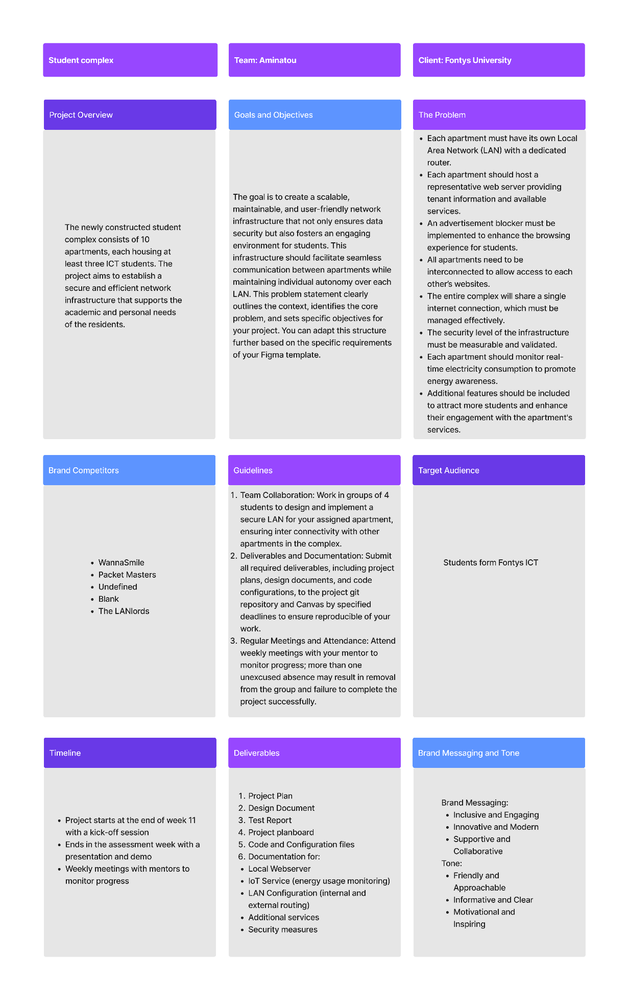 Student complex
Team: Aminatou
Client: Fontys University
Project Overview
The newly constructed student
complex consists of 10
apartments, each housing at
least three ICT students. The
project aims to establish a
secure and efficient network
infrastructure that supports the
academic and personal needs
of the residents.
Goals and Objectives
The goal is to create a scalable,
maintainable, and user-friendly network
infrastructure that not only ensures data
security but also fosters an engaging
environment for students. This
infrastructure should facilitate seamless
communication between apartments while
maintaining individual autonomy over each
LAN. This problem statement clearly
outlines the context, identifies the core
problem, and sets specific objectives for
your project. You can adapt this structure
further based on the specific requirements
of your Figma template.
The Problem
• Each apartment must have its own Local
Area Network (LAN) with a dedicated
router.
• Each apartment should host a
representative web server providing
tenant information and available
services.
• An advertisement blocker must be
implemented to enhance the browsing
experience for students.
• All apartments need to be
interconnected to allow access to each
other's websites.
• The entire complex will share a single
internet connection, which must be
managed effectively.
• The security level of the infrastructure
must be measurable and validated.
• Each apartment should monitor real-
time electricity consumption to promote
energy awareness.
• Additional features should be included
to attract more students and enhance
their engagement with the apartment's
services.
Brand Competitors
• WannaSmile
• Packet Masters
• Undefined
• Blank
• The LANlords
Guidelines
1. Team Collaboration: Work in groups of 4
students to design and implement a
secure LAN for your assigned apartment,
ensuring inter connectivity with other
apartments in the complex.
2. Deliverables and Documentation: Submit
all required deliverables, including project
plans, design documents, and code
configurations, to the project git
repository and Canvas by specified
deadlines to ensure reproducible of your
work.
3. Regular Meetings and Attendance: Attend
weekly meetings with your mentor to
monitor progress; more than one
unexcused absence may result in removal
from the group and failure to complete the
project successfully.
Target Audience
Students form Fontys ICT
Timeline
• Project starts at the end of week 11
with a kick-off session
• Ends in the assessment week with a
presentation and demo
• Weekly meetings with mentors to
monitor progress
Deliverables
1. Project Plan
2. Design Document
3. Test Report
4. Project planboard
5. Code and Configuration files
6. Documentation for:
• Local Webserver
• IoT Service (energy usage monitoring)
• LAN Configuration (internal and
external routing)
• Additional services
• Security measures
Brand Messaging and Tone
Brand Messaging:
• Inclusive and Engaging
• Innovative and Modern
• Supportive and
Collaborative
Tone:
• Friendly and
Approachable
• Informative and Clear
• Motivational and
Inspiring